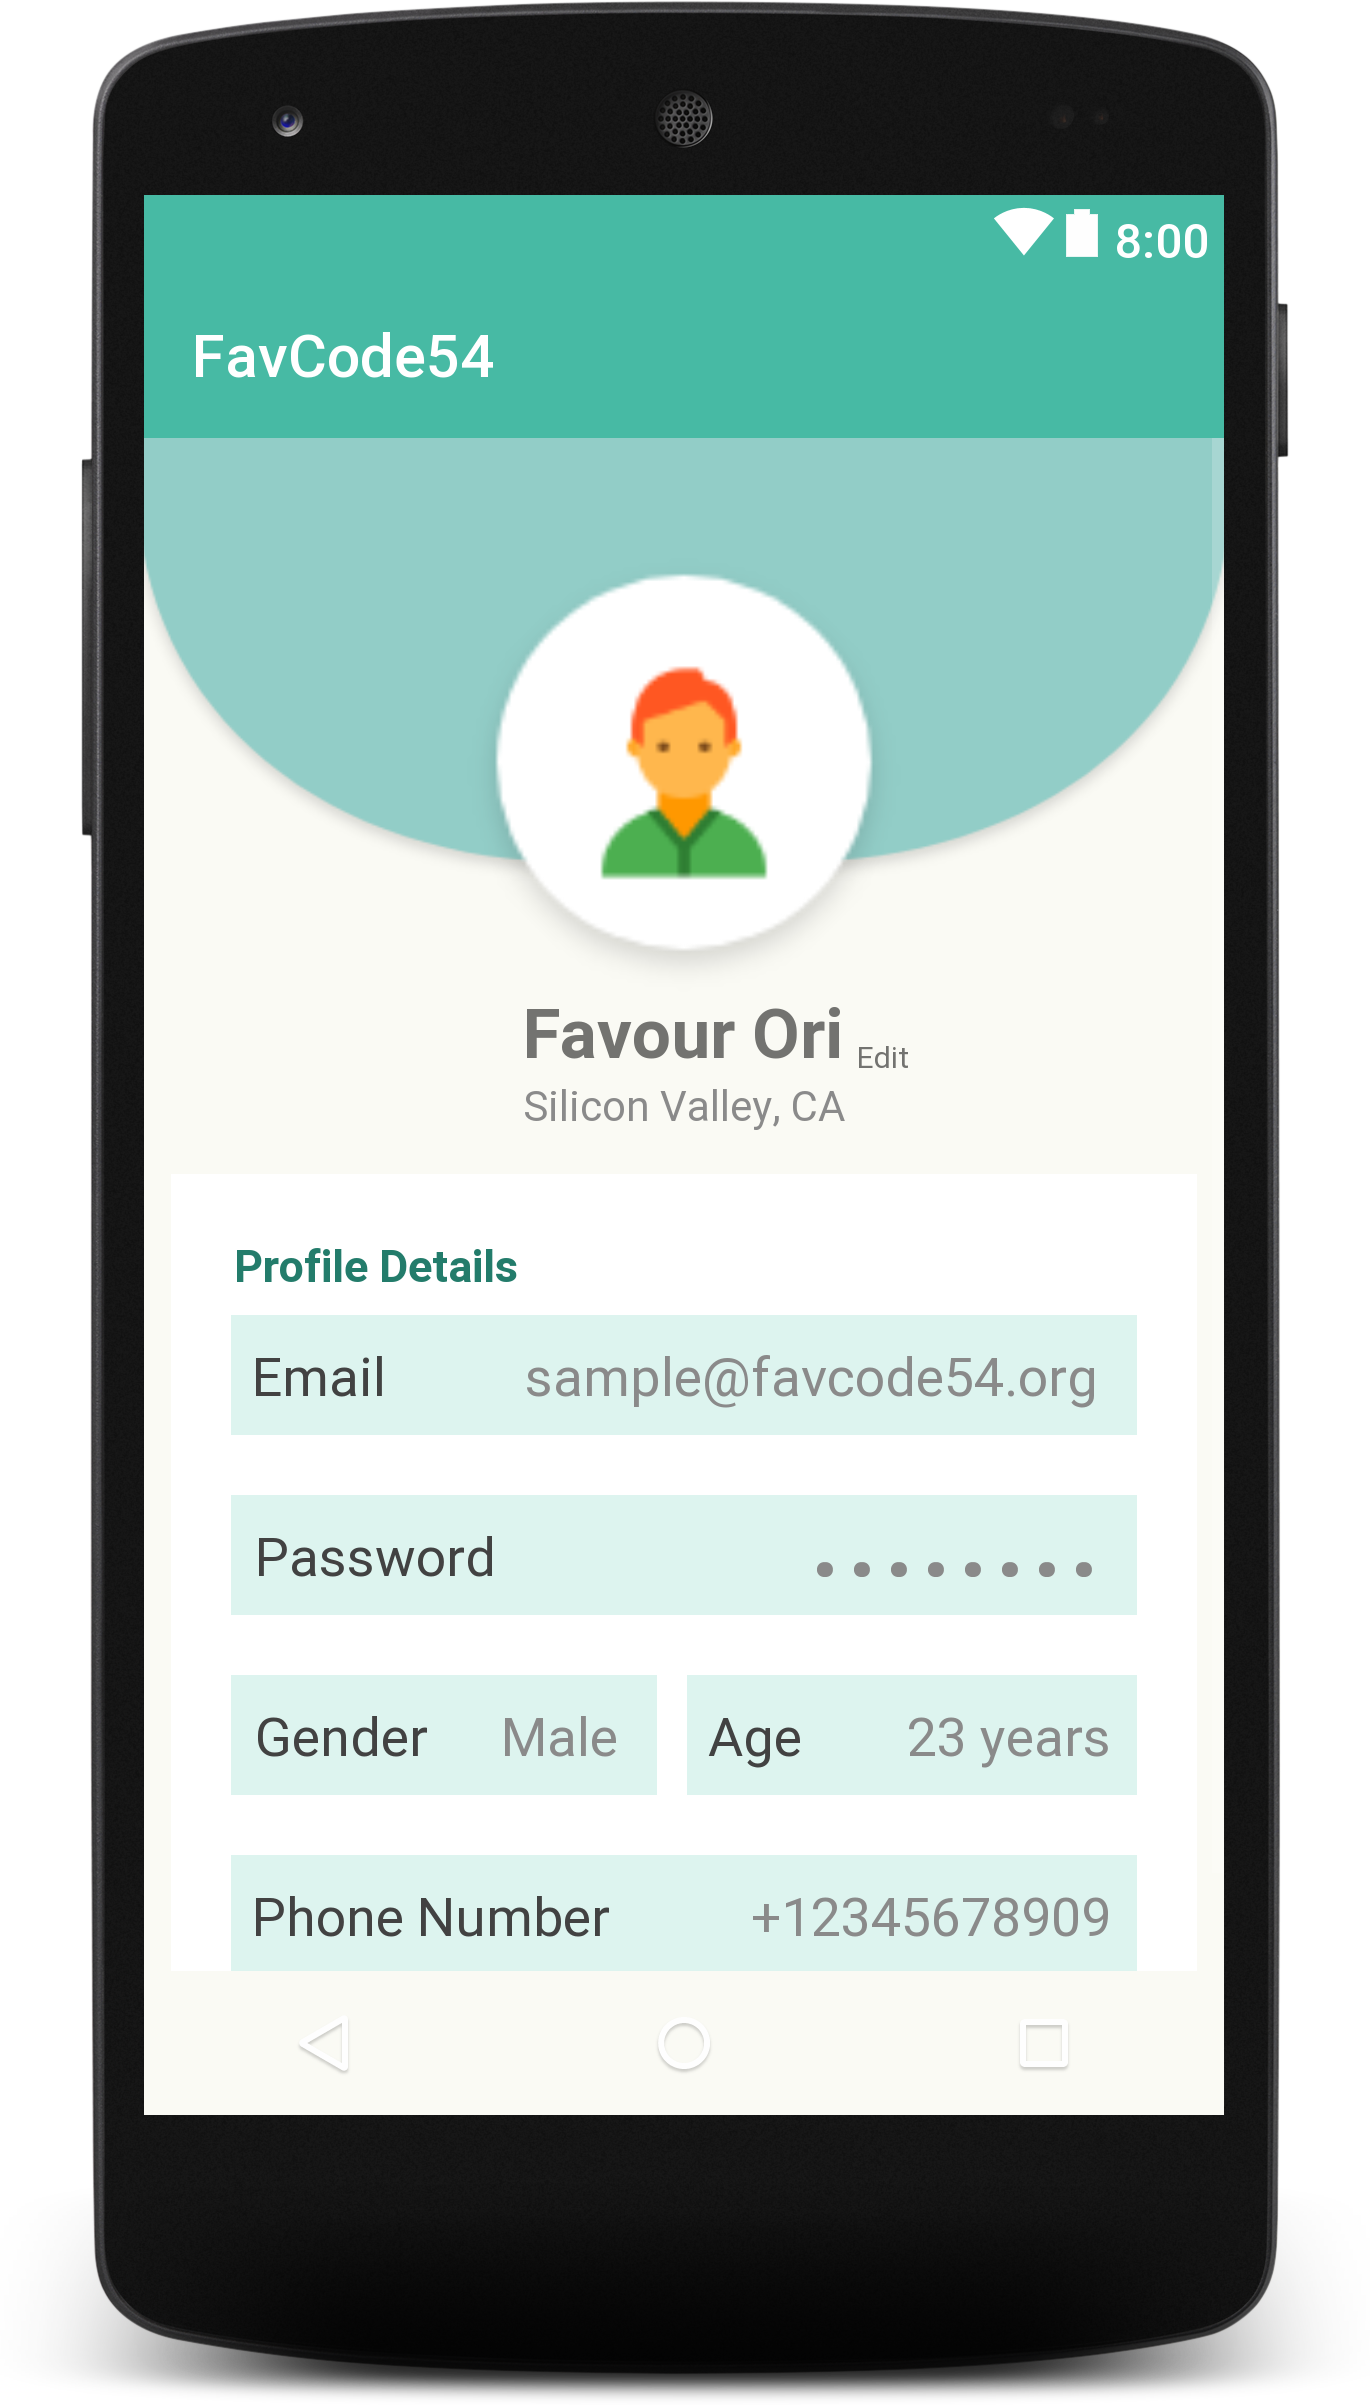 8:00
FavCode54
Favour Ori Edit
Silicon Valley, CA
Profile Details
Email sample@favcode54.org
Password ........
Gender Male Age 23 years
Phone Number +12345678909